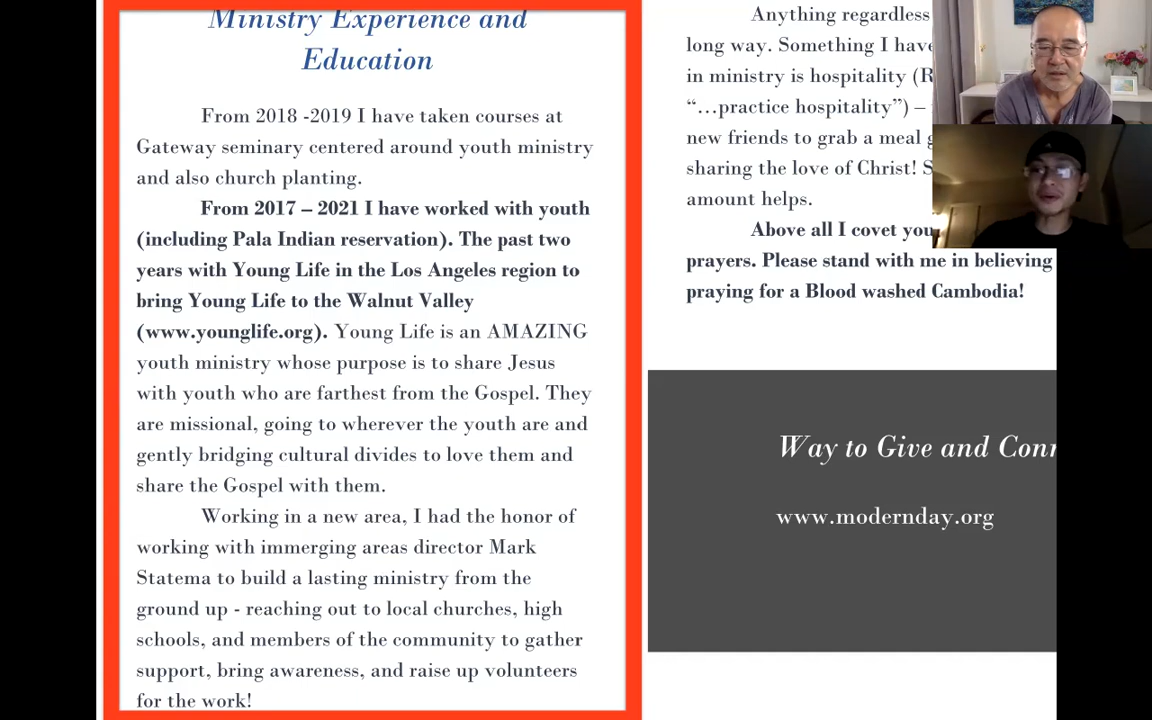 Ministry Experience and
Education
From 2018 -2019 I have taken courses at
Gateway seminary centered around youth ministry
and also church planting.
From 2017 – 2021 I have worked with youth
(including Pala Indian reservation). The past two
years with Young Life in the Los Angeles region to
bring Young Life to the Walnut Valley
(www.younglife.org). Young Life is an AMAZING
youth ministry whose purpose is to share Jesus
with youth who are farthest from the Gospel. They
are missional, going to wherever the youth are and
gently bridging cultural divides to love them and
share the Gospel with them.
Working in a new area, I had the honor of
working with immerging areas director Mark
Statema to build a lasting ministry from the
ground up - reaching out to local churches, high
schools, and members of the community to gather
support, bring awareness, and raise up volunteers
for the work!
Anything regardless
long way. Something I have
in ministry is hospitality (R
“…practice hospitality”) –
new friends to grab a meal
sharing the love of Christ! S
amount helps.
Above all I covet you
prayers. Please stand with me in believing
praying for a Blood washed Cambodia!
Way to Give and Con
www.modernday.org